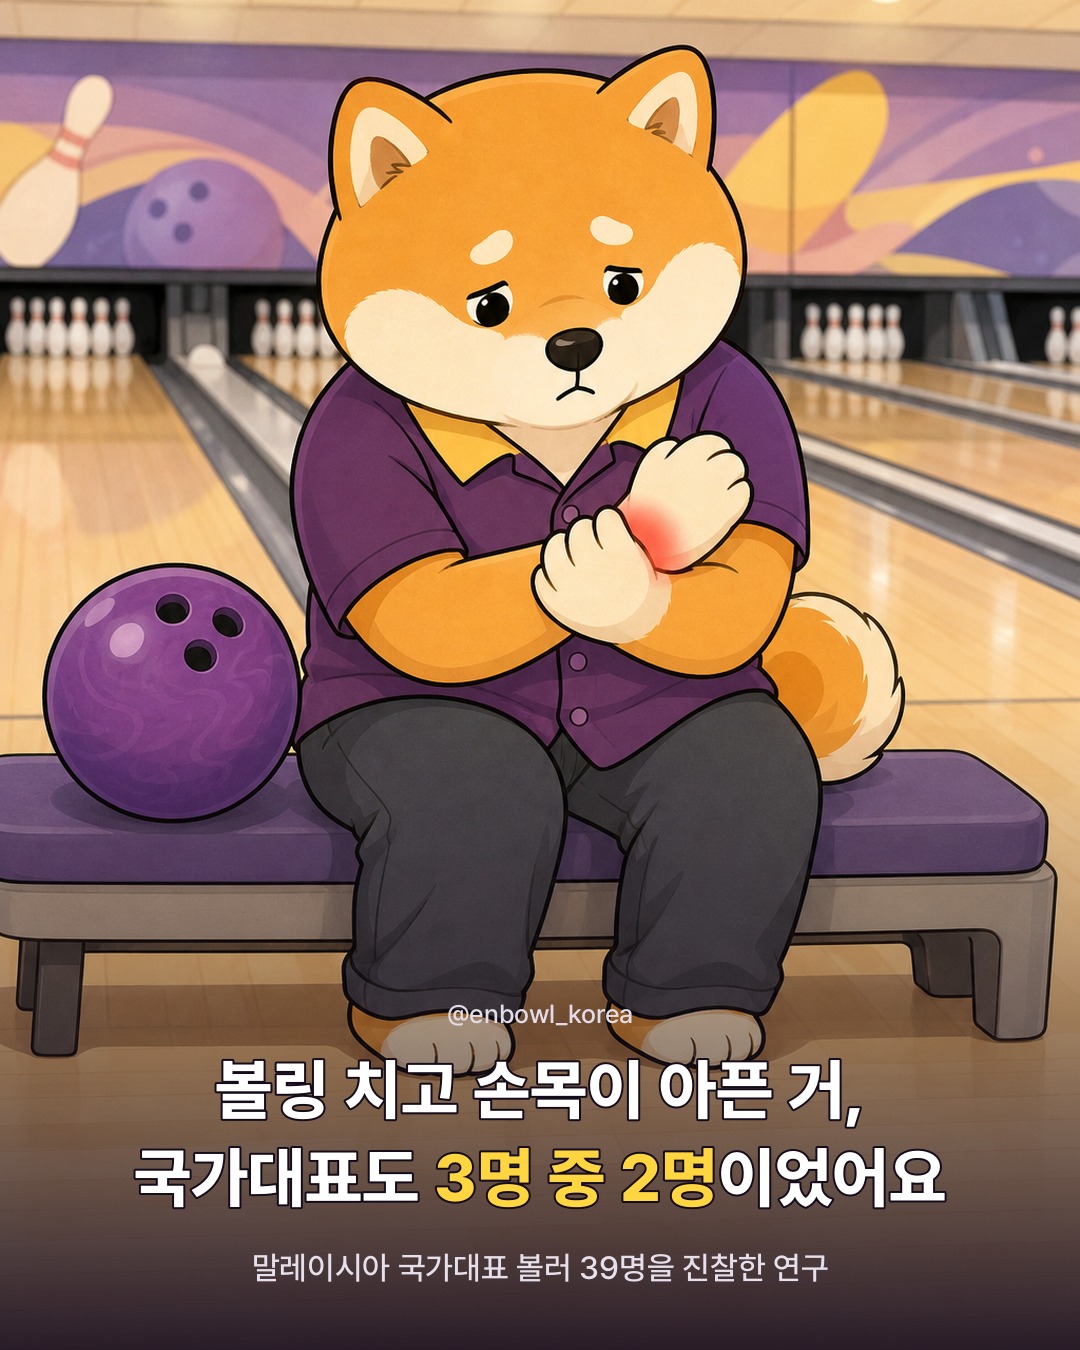 @enbowl_korea
볼링 치고 손목이 아픈 거,
국가대표도 3명 중 2명이었어요
말레이시아 국가대표 볼러 39명을 진찰한 연구